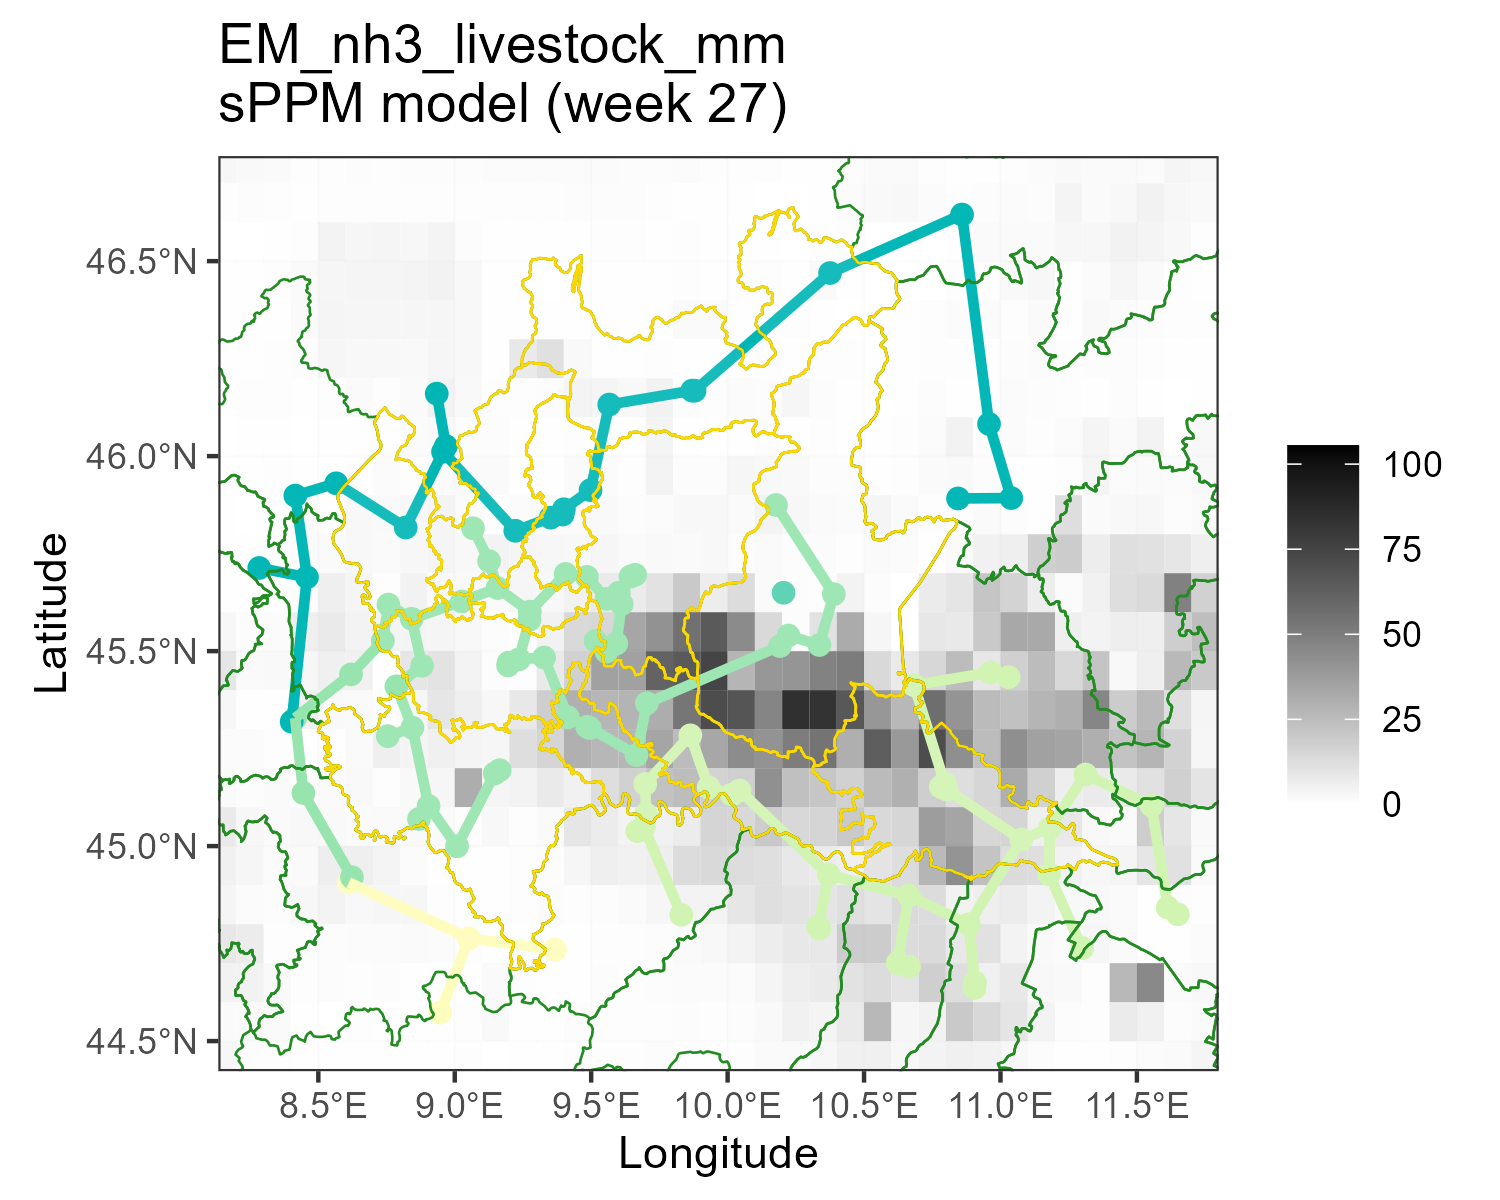 EM_nh3_livestock_mm
sPPM model (week 27)
46.5°N
46.0°N
45.5°N
45.0°N
44.5°N
Latitude
8.5°E 9.0°E 9.5°E 10.0°E 10.5°E 11.0°E 11.5°E
Longitude
100
75
50
25
0